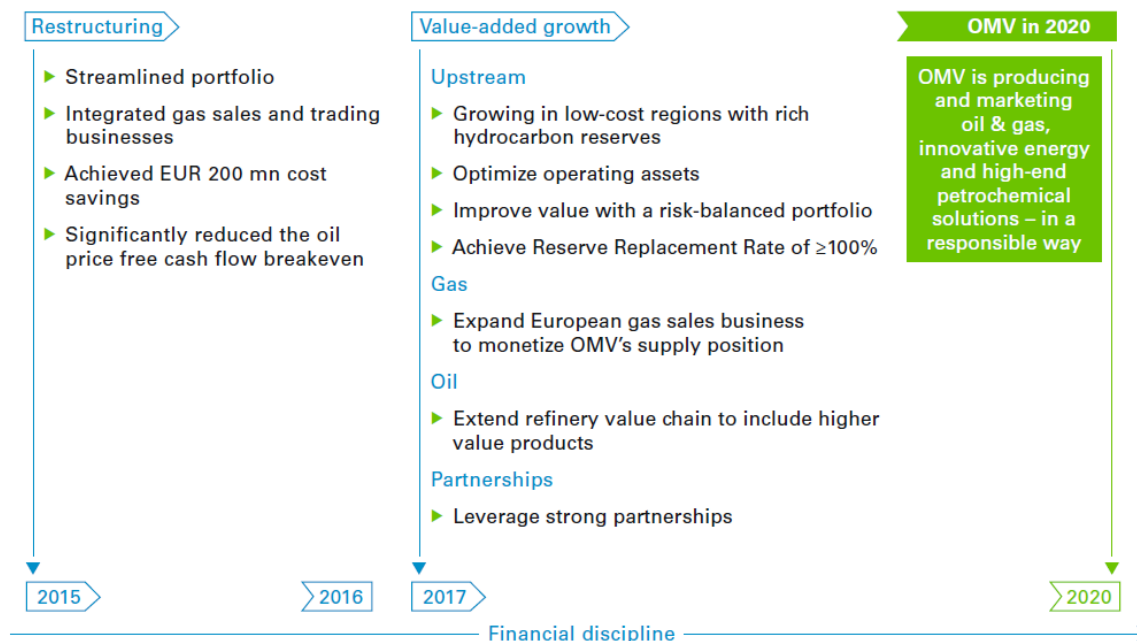 Restructuring
Streamlined portfolio
Integrated gas sales and trading
businesses
Achieved EUR 200 mn cost
savings
Significantly reduced the oil
price free cash flow breakeven
Value-added growth
Upstream
Growing in low-cost regions with rich
hydrocarbon reserves
Optimize operating assets
Improve value with a risk-balanced portfolio
Achieve Reserve Replacement Rate of ≥100%
Gas
Expand European gas sales business
to monetize OMV’s supply position
Oil
Extend refinery value chain to include higher
value products
Partnerships
Leverage strong partnerships
OMV in 2020
OMV is producing
and marketing
oil & gas,
innovative energy
and high-end
petrochemical
solutions – in a
responsible way
2015
2016
2017
2020
Financial discipline